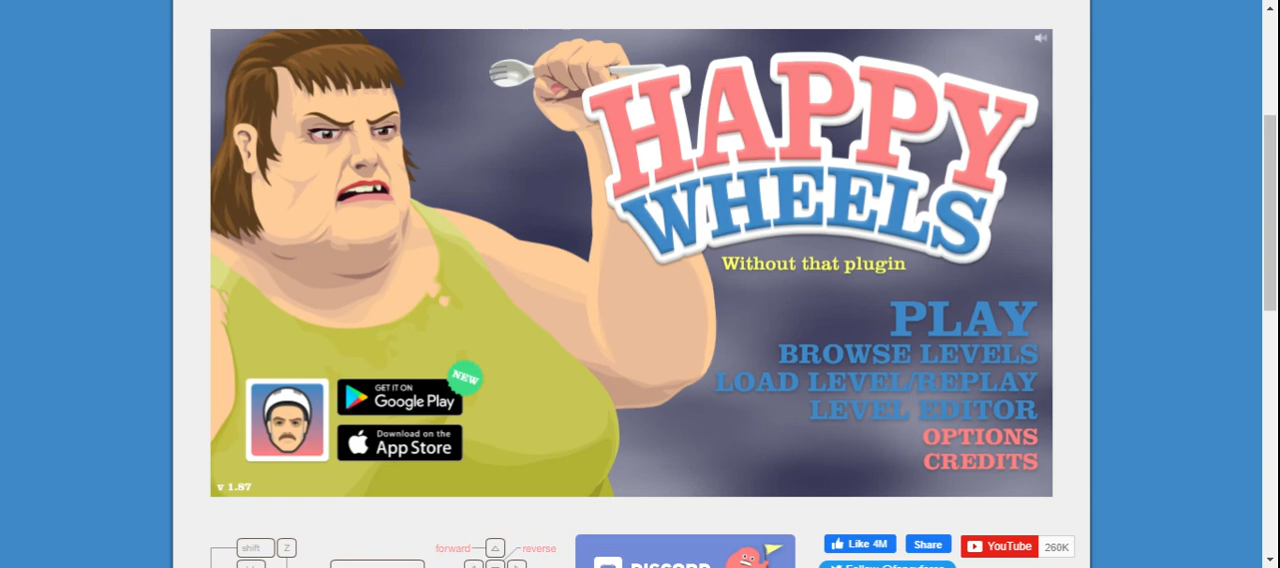 HAPPY
WHEELS
Without that plugin
PLAY
BROWSE LEVELS
LOAD LEVEL/REPLAY
LEVEL EDITOR
OPTIONS
CREDITS
NEW
GET IT ON
Google Play
Download on the
App Store
v 1.87
shift Z
forward reverse
DISCORD
Like 4M Share YouTube 260K